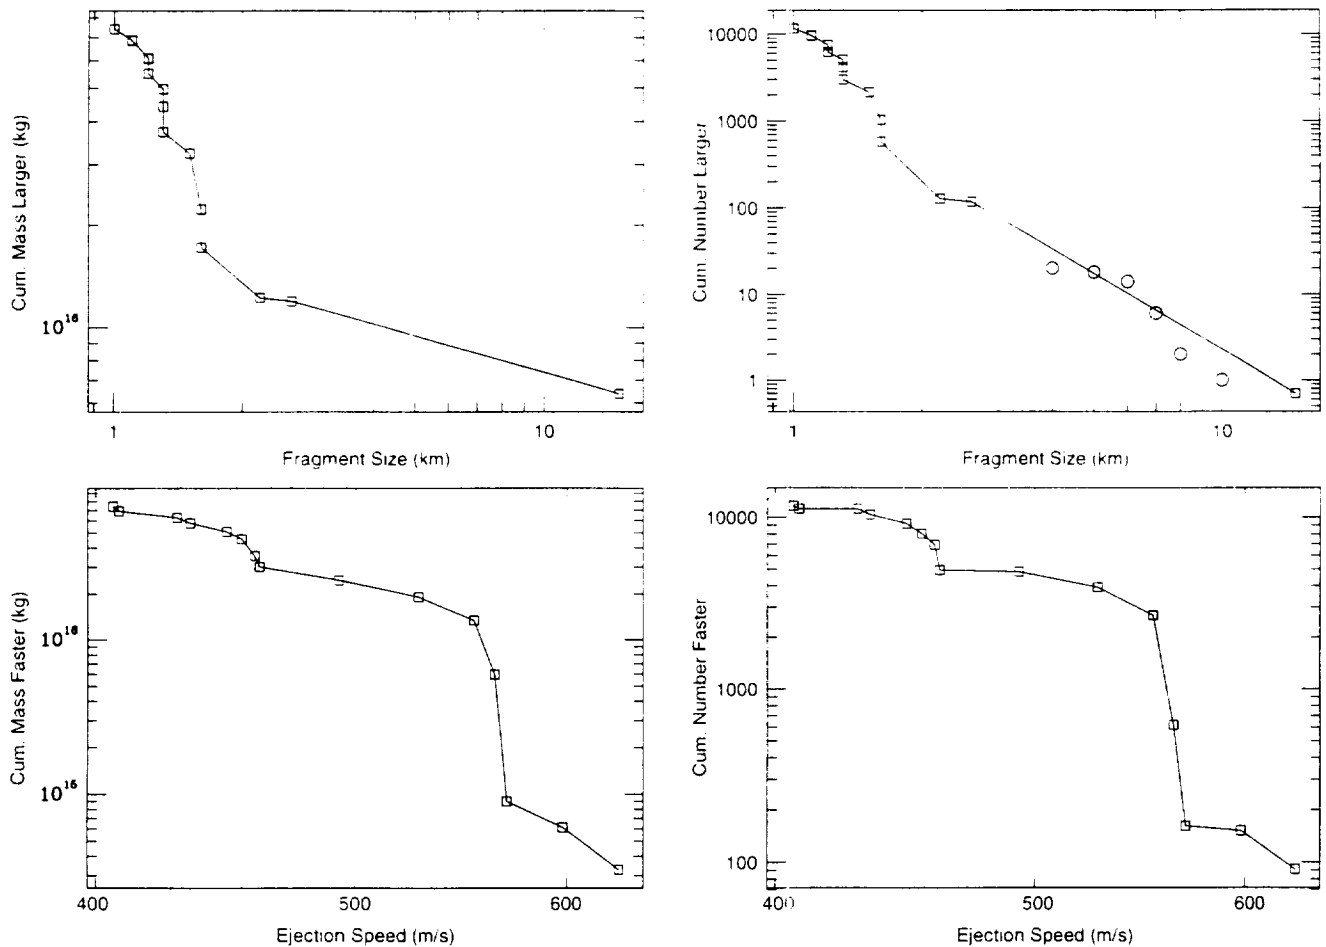 Cum. Mass Larger (kg)
10¹⁶
1
10
Fragment Size (km)
Cum. Number Larger
10000
1000
100
10
1
1
10
Fragment Size (km)
Cum. Mass Faster (kg)
10¹⁶
10¹⁵
400
500
600
Ejection Speed (m/s)
Cum. Number Faster
10000
1000
100
400
500
600
Ejection Speed (m/s)